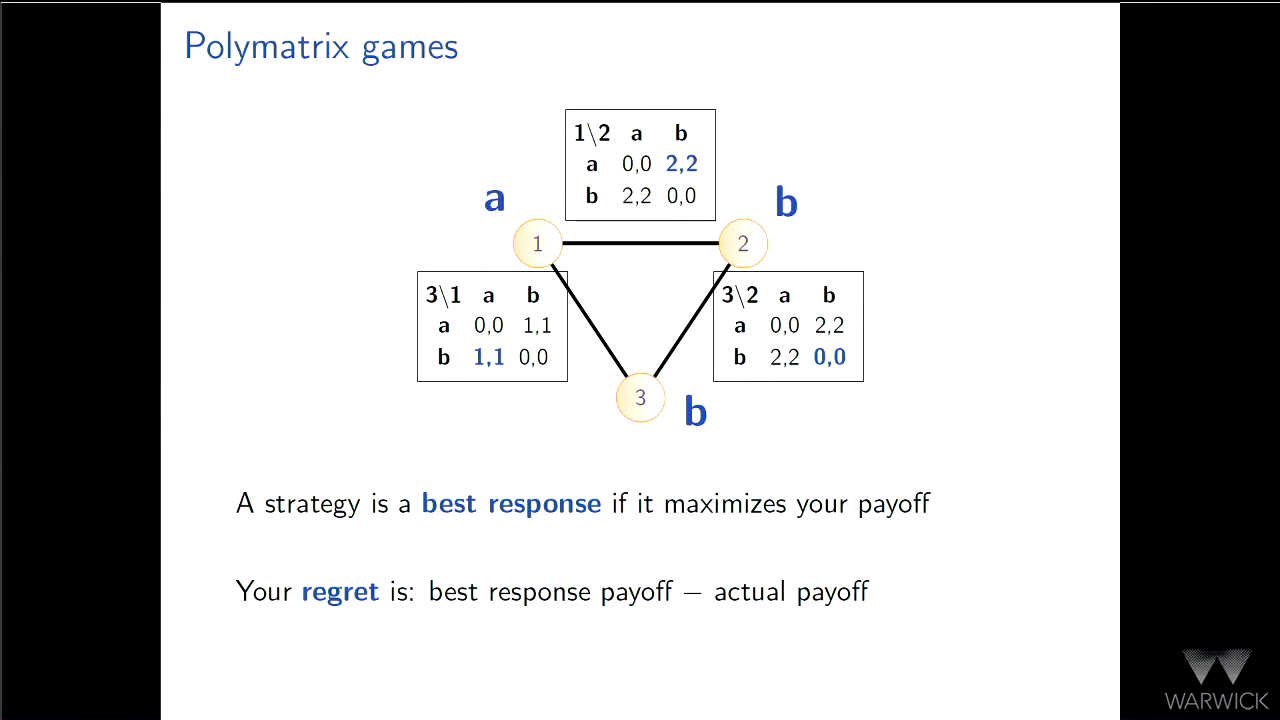 Polymatrix games
1\2 a b
a 0,0 2,2
b 2,2 0,0
a
b
1
2
3\1 a b
a 0,0 1,1
b 1,1 0,0
3\2 a b
a 0,0 2,2
b 2,2 0,0
3
b
A strategy is a best response if it maximizes your payoff
Your regret is: best response payoff − actual payoff
WARWICK